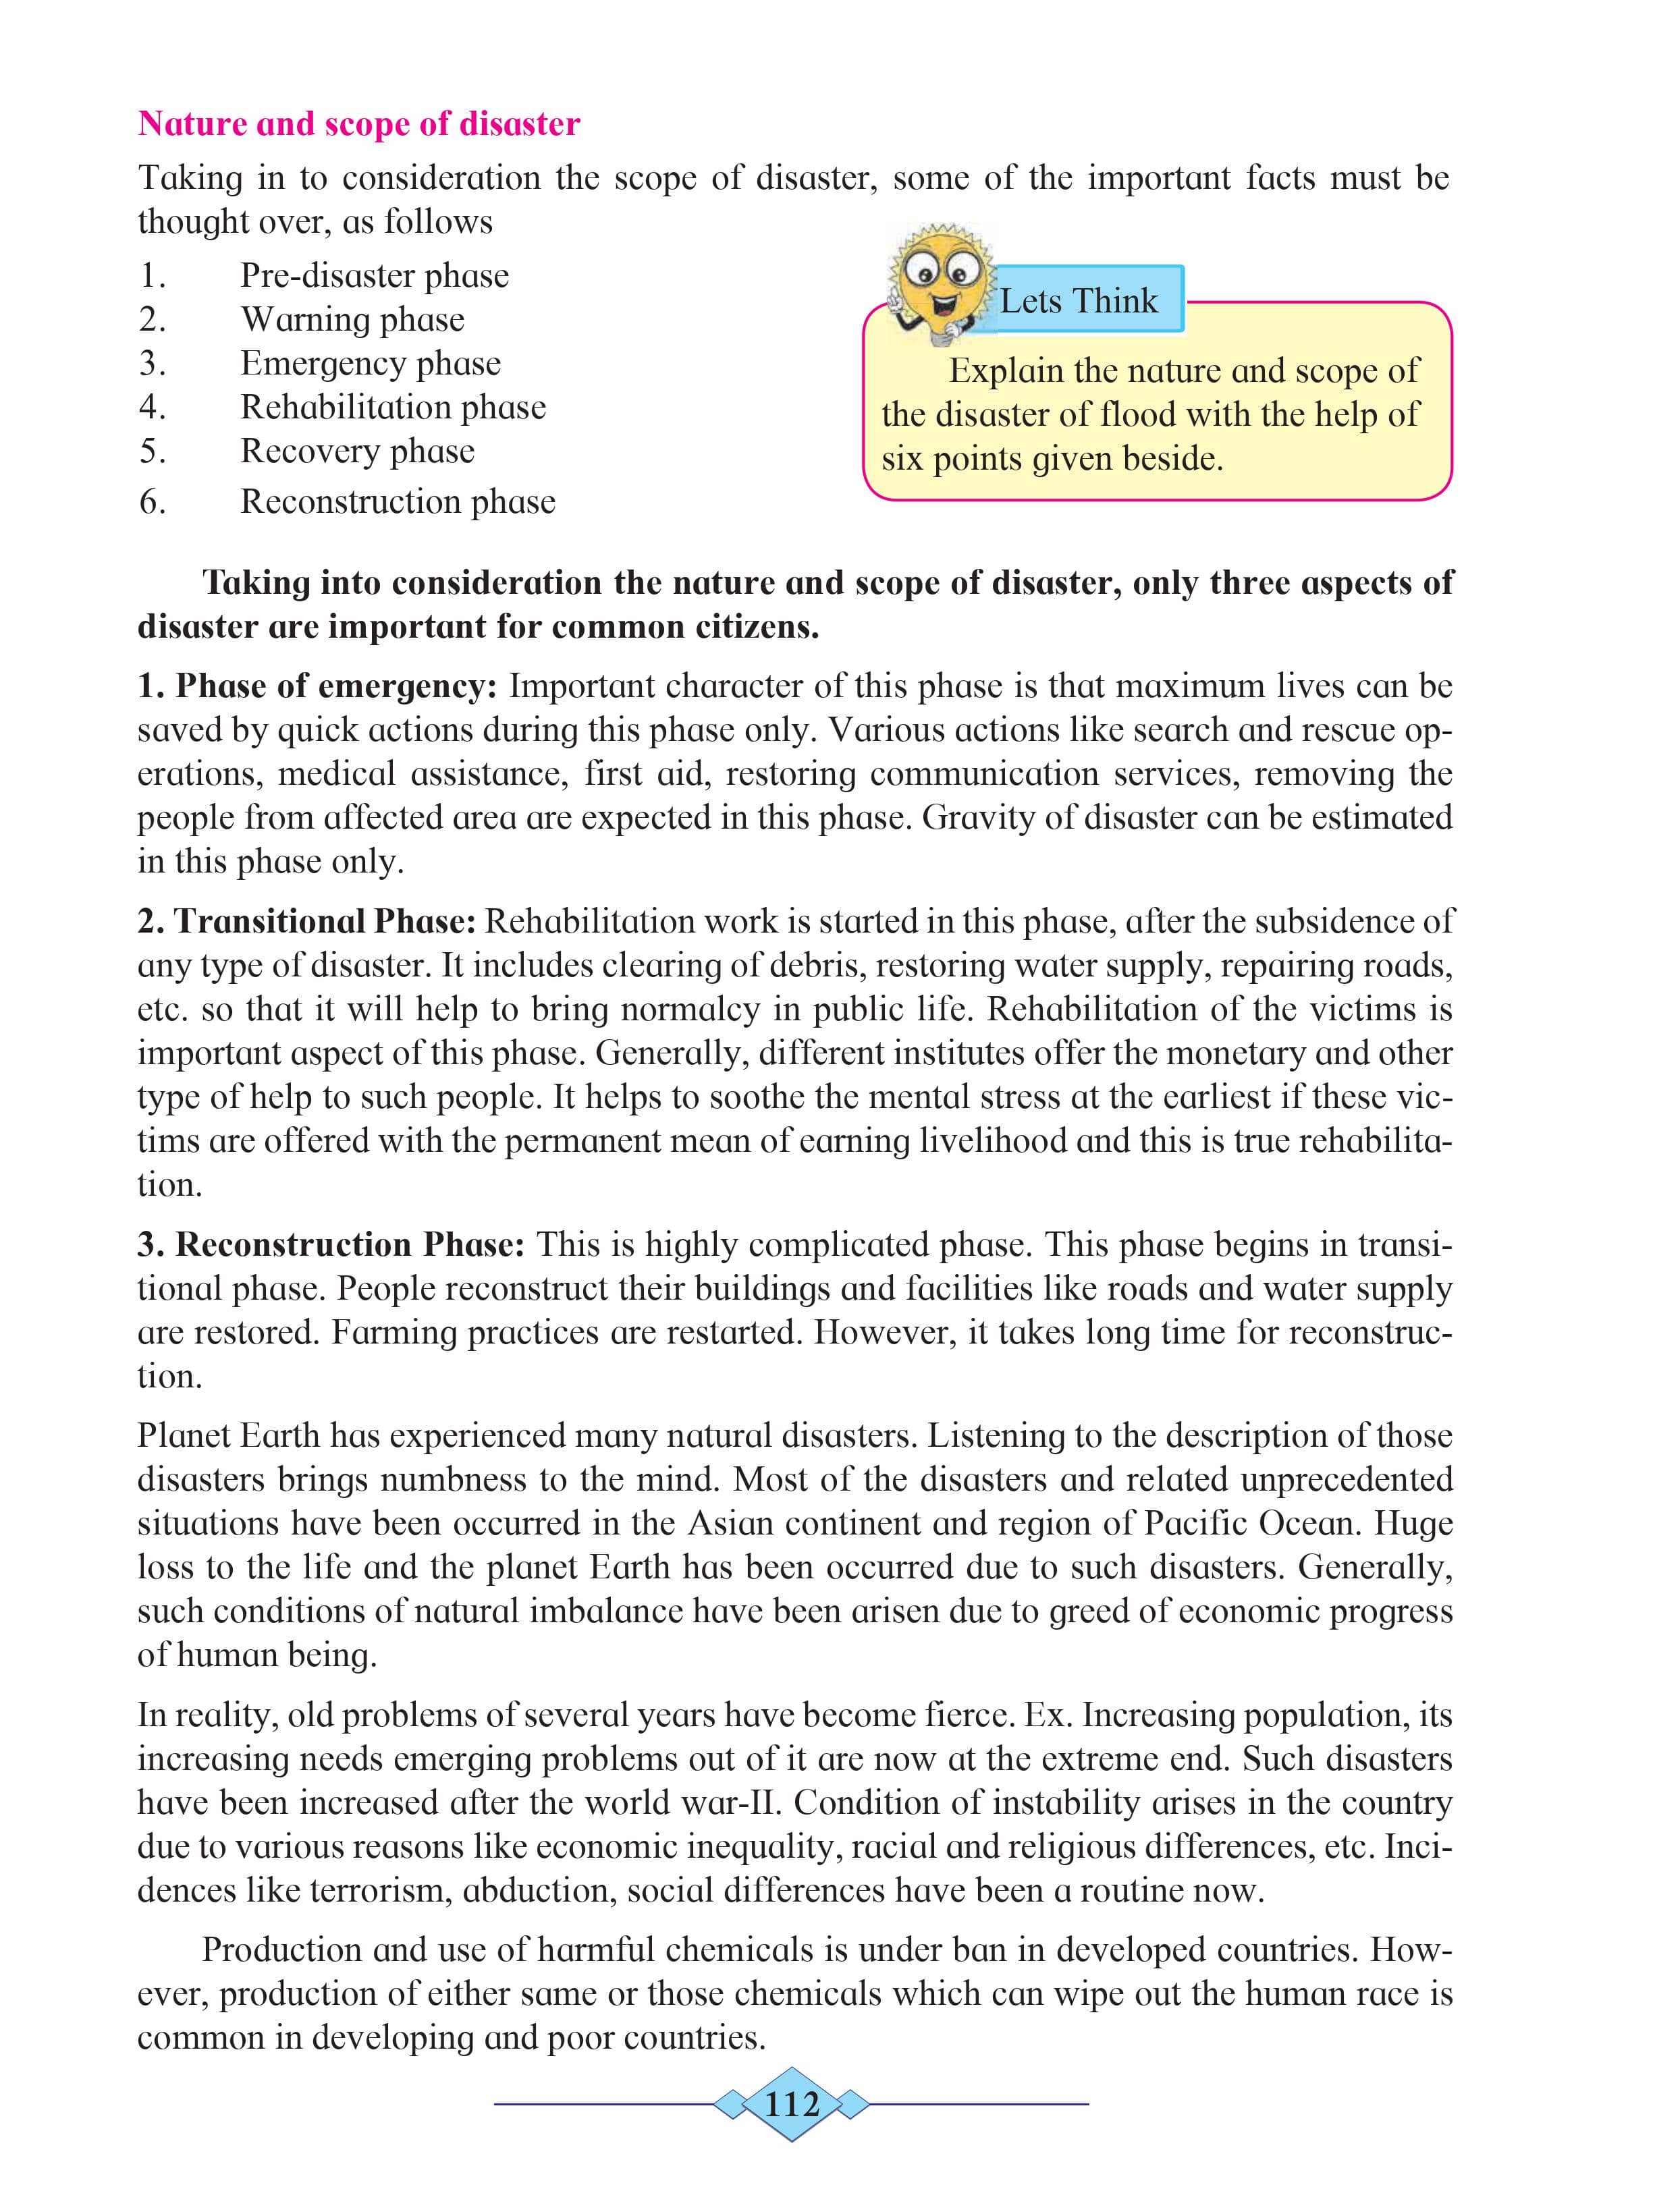 Nature and scope of disaster
Taking in to consideration the scope of disaster, some of the important facts must be
thought over, as follows
1. Pre-disaster phase
2. Warning phase
3. Emergency phase
4. Rehabilitation phase
5. Recovery phase
6. Reconstruction phase
Lets Think
Explain the nature and scope of
the disaster of flood with the help of
six points given beside.
Taking into consideration the nature and scope of disaster, only three aspects of
disaster are important for common citizens.
1. Phase of emergency: Important character of this phase is that maximum lives can be
saved by quick actions during this phase only. Various actions like search and rescue op-
erations, medical assistance, first aid, restoring communication services, removing the
people from affected area are expected in this phase. Gravity of disaster can be estimated
in this phase only.
2. Transitional Phase: Rehabilitation work is started in this phase, after the subsidence of
any type of disaster. It includes clearing of debris, restoring water supply, repairing roads,
etc. so that it will help to bring normalcy in public life. Rehabilitation of the victims is
important aspect of this phase. Generally, different institutes offer the monetary and other
type of help to such people. It helps to soothe the mental stress at the earliest if these vic-
tims are offered with the permanent mean of earning livelihood and this is true rehabilita-
tion.
3. Reconstruction Phase: This is highly complicated phase. This phase begins in transi-
tional phase. People reconstruct their buildings and facilities like roads and water supply
are restored. Farming practices are restarted. However, it takes long time for reconstruc-
tion.
Planet Earth has experienced many natural disasters. Listening to the description of those
disasters brings numbness to the mind. Most of the disasters and related unprecedented
situations have been occurred in the Asian continent and region of Pacific Ocean. Huge
loss to the life and the planet Earth has been occurred due to such disasters. Generally,
such conditions of natural imbalance have been arisen due to greed of economic progress
of human being.
In reality, old problems of several years have become fierce. Ex. Increasing population, its
increasing needs emerging problems out of it are now at the extreme end. Such disasters
have been increased after the world war-II. Condition of instability arises in the country
due to various reasons like economic inequality, racial and religious differences, etc. Inci-
dences like terrorism, abduction, social differences have been a routine now.
Production and use of harmful chemicals is under ban in developed countries. How-
ever, production of either same or those chemicals which can wipe out the human race is
common in developing and poor countries.
112